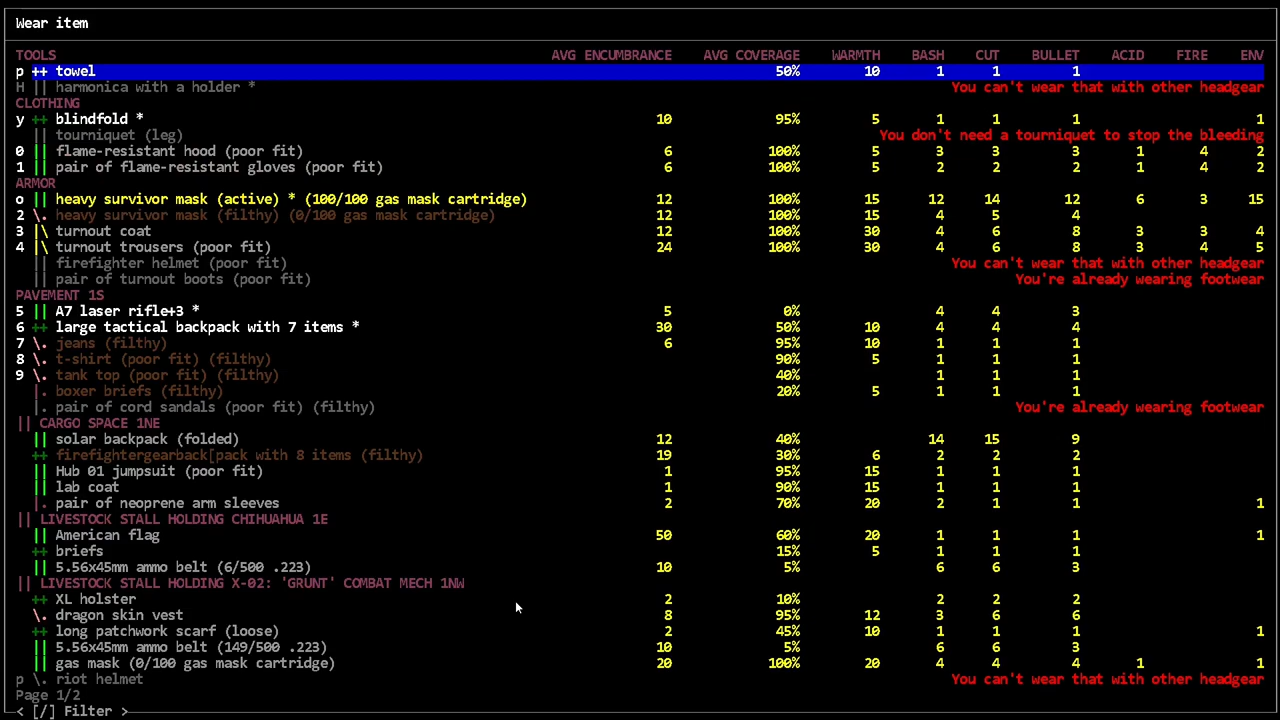 Wear item
TOOLS AVG ENCUMBRANCE AVG COVERAGE WARMTH BASH CUT BULLET ACID FIRE ENV
p ++ towel 50% 10 1 1 1
H || harmonica with a holder * You can't wear that with other headgear
CLOTHING
y ++ blindfold * 10 95% 5 1 1 1 1
|| tourniquet (leg) You don't need a tourniquet to stop the bleeding
0 || flame-resistant hood (poor fit) 6 100% 5 3 3 3 1 4 2
1 || pair of flame-resistant gloves (poor fit) 6 100% 5 2 2 2 1 4 2
ARMOR
o || heavy survivor mask (active) * (100/100 gas mask cartridge) 12 100% 15 12 14 12 6 3 15
2 \. heavy survivor mask (filthy) (0/100 gas mask cartridge) 12 100% 15 4 5 4
3 |\ turnout coat 12 100% 30 4 6 8 3 3 4
4 |\ turnout trousers (poor fit) 24 100% 30 4 6 8 3 4 5
|| firefighter helmet (poor fit) You can't wear that with other headgear
|| pair of turnout boots (poor fit) You're already wearing footwear
PAVEMENT 1S
5 || A7 laser rifle+3 * 5 0% 4 4 3
6 ++ large tactical backpack with 7 items * 30 50% 10 4 4 4
7 \. jeans (filthy) 6 95% 10 1 1 1
8 \. t-shirt (poor fit) (filthy) 90% 5 1 1 1
9 \. tank top (poor fit) (filthy) 40% 1 1 1
|. boxer briefs (filthy) 20% 5 1 1 1
|. pair of cord sandals (poor fit) (filthy) You're already wearing footwear
|| CARGO SPACE 1NE
|| solar backpack (folded) 12 40% 14 15 9
++ firefightergearback[pack with 8 items (filthy) 19 30% 6 2 2 2
|| Hub 01 jumpsuit (poor fit) 1 95% 15 1 1 1
|| lab coat 1 90% 15 1 1 1
|. pair of neoprene arm sleeves 2 70% 20 2 1 1 1
|| LIVESTOCK STALL HOLDING CHIHUAHUA 1E
|| American flag 50 60% 20 1 1 1 1
++ briefs 15% 5 1 1 1
|| 5.56x45mm ammo belt (6/500 .223) 10 5% 6 6 3
|| LIVESTOCK STALL HOLDING X-02: 'GRUNT' COMBAT MECH 1NW
++ XL holster 2 10% 2 2 2
\. dragon skin vest 8 95% 12 3 6 6
++ long patchwork scarf (loose) 2 45% 10 1 1 1 1
|| 5.56x45mm ammo belt (149/500 .223) 10 5% 6 6 3
|| gas mask (0/100 gas mask cartridge) 20 100% 20 4 4 4 1 1
p \. riot helmet You can't wear that with other headgear
Page 1/2
< [/] Filter >